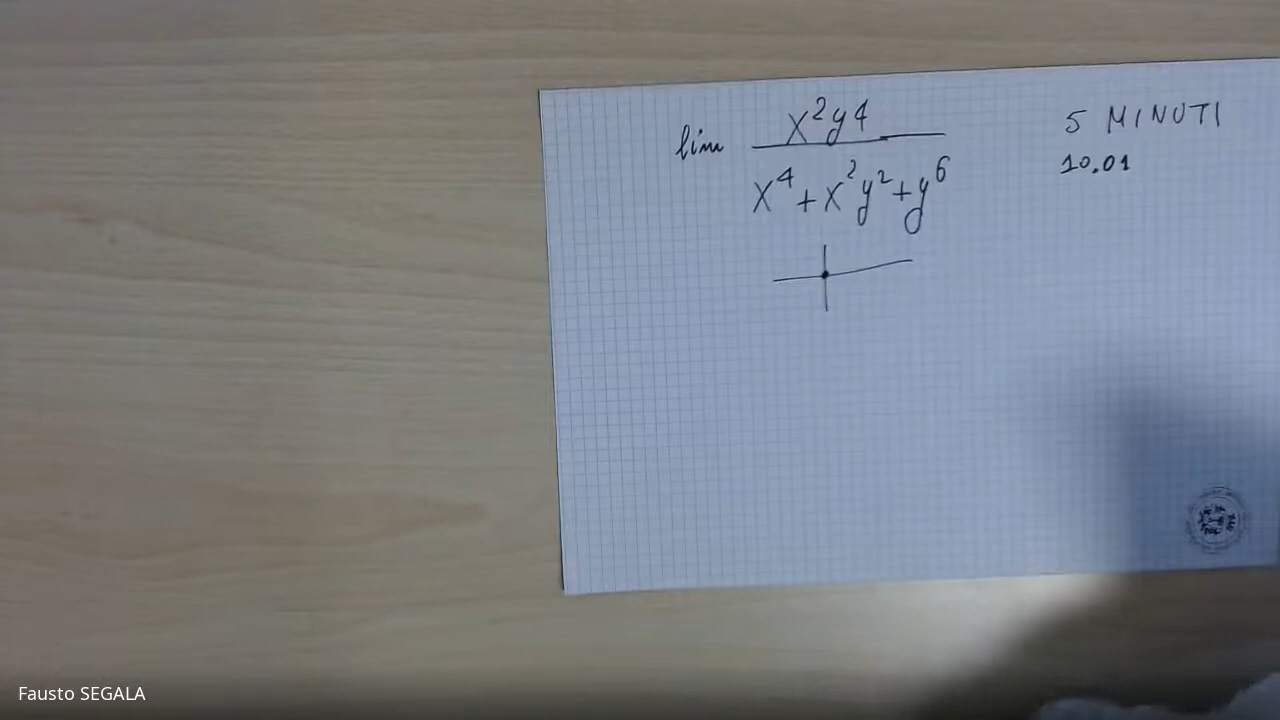 lim x²y⁴
x⁴+x²y²+y⁶
5 MINUTI
10.01
Fausto SEGALA